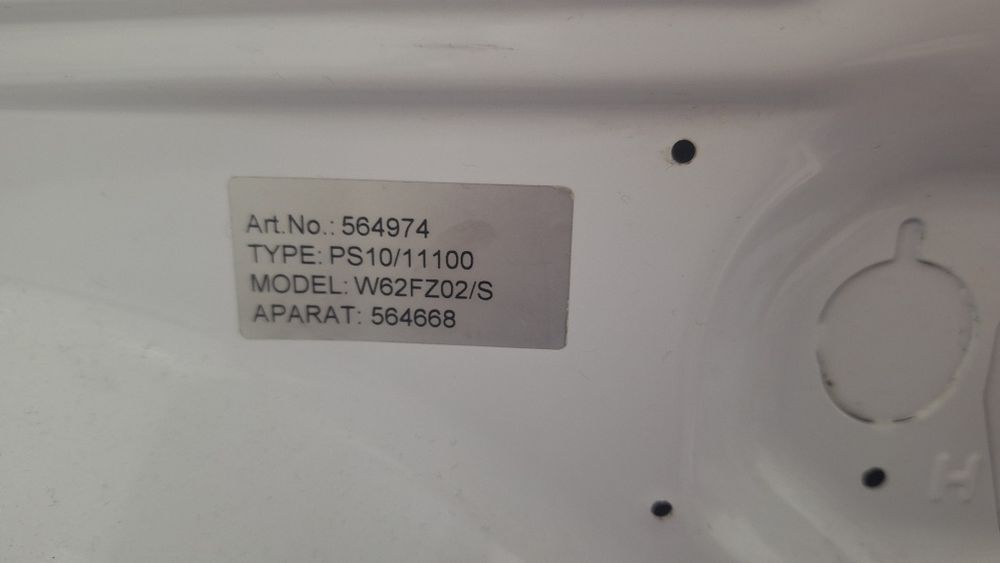 Art.No.: 564974
TYPE: PS10/11100
MODEL: W62FZ02/S
APARAT: 564668
H